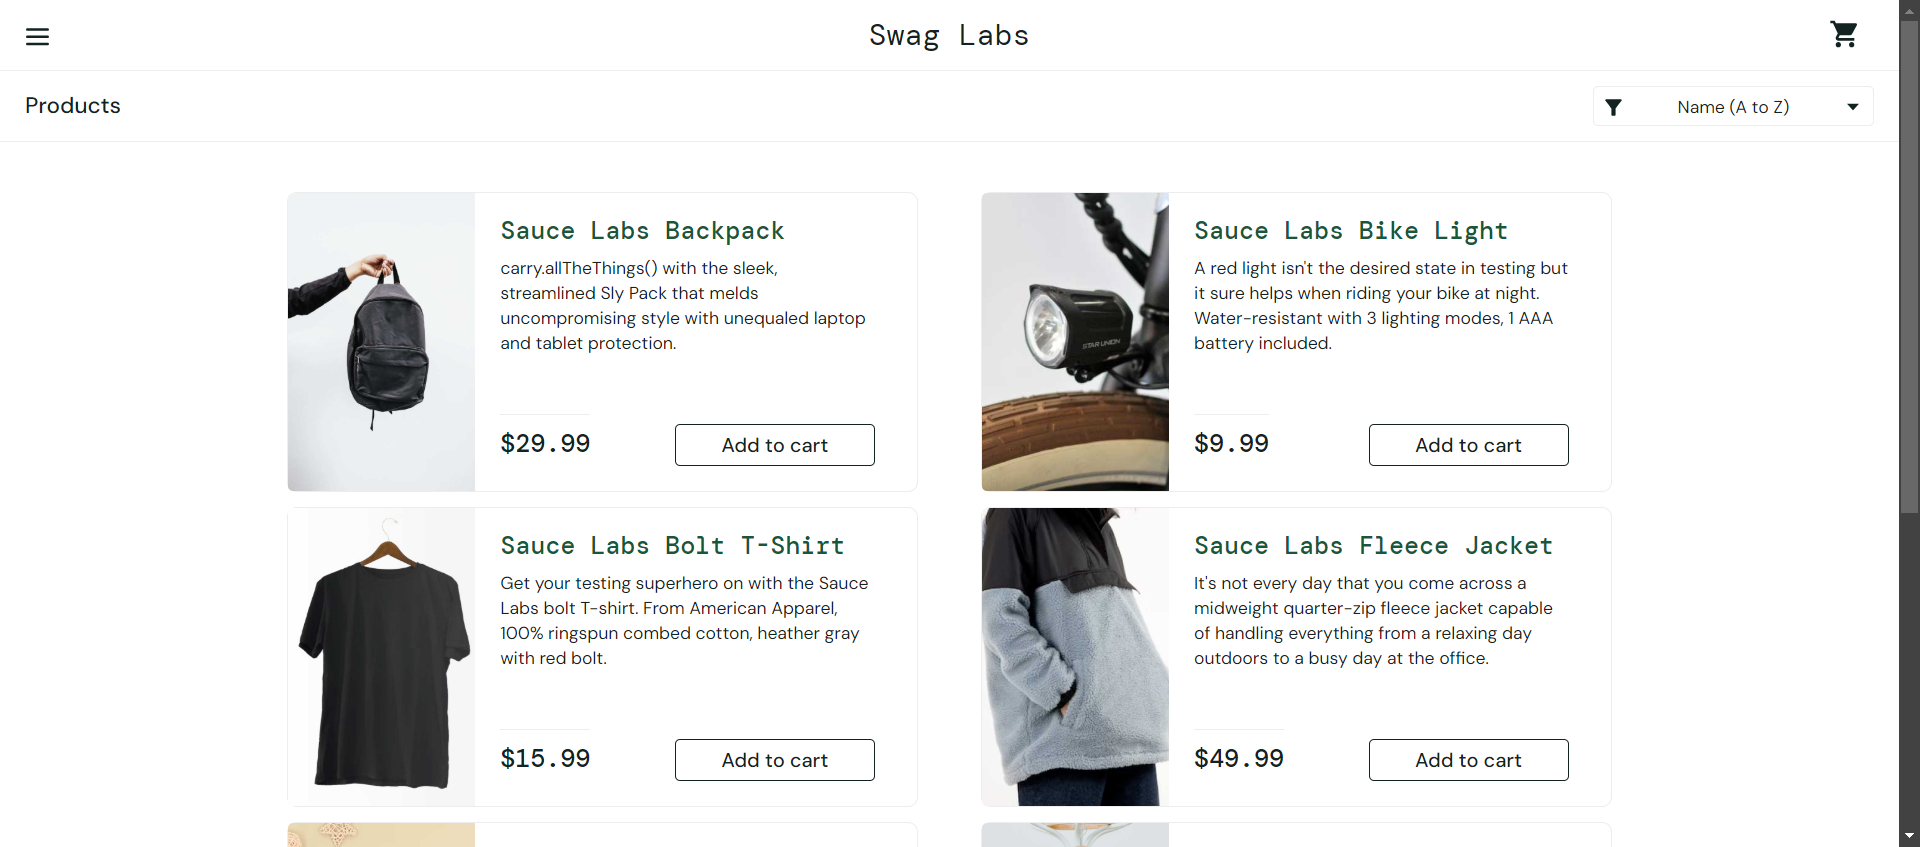 Swag Labs
Products
Name (A to Z)
Sauce Labs Backpack
carry.allTheThings() with the sleek,
streamlined Sly Pack that melds
uncompromising style with unequaled laptop
and tablet protection.
$29.99
Add to cart
Sauce Labs Bike Light
A red light isn't the desired state in testing but
it sure helps when riding your bike at night.
Water-resistant with 3 lighting modes, 1 AAA
battery included.
$9.99
Add to cart
STAR UNION
Sauce Labs Bolt T-Shirt
Get your testing superhero on with the Sauce
Labs bolt T-shirt. From American Apparel,
100% ringspun combed cotton, heather gray
with red bolt.
$15.99
Add to cart
Sauce Labs Fleece Jacket
It's not every day that you come across a
midweight quarter-zip fleece jacket capable
of handling everything from a relaxing day
outdoors to a busy day at the office.
$49.99
Add to cart